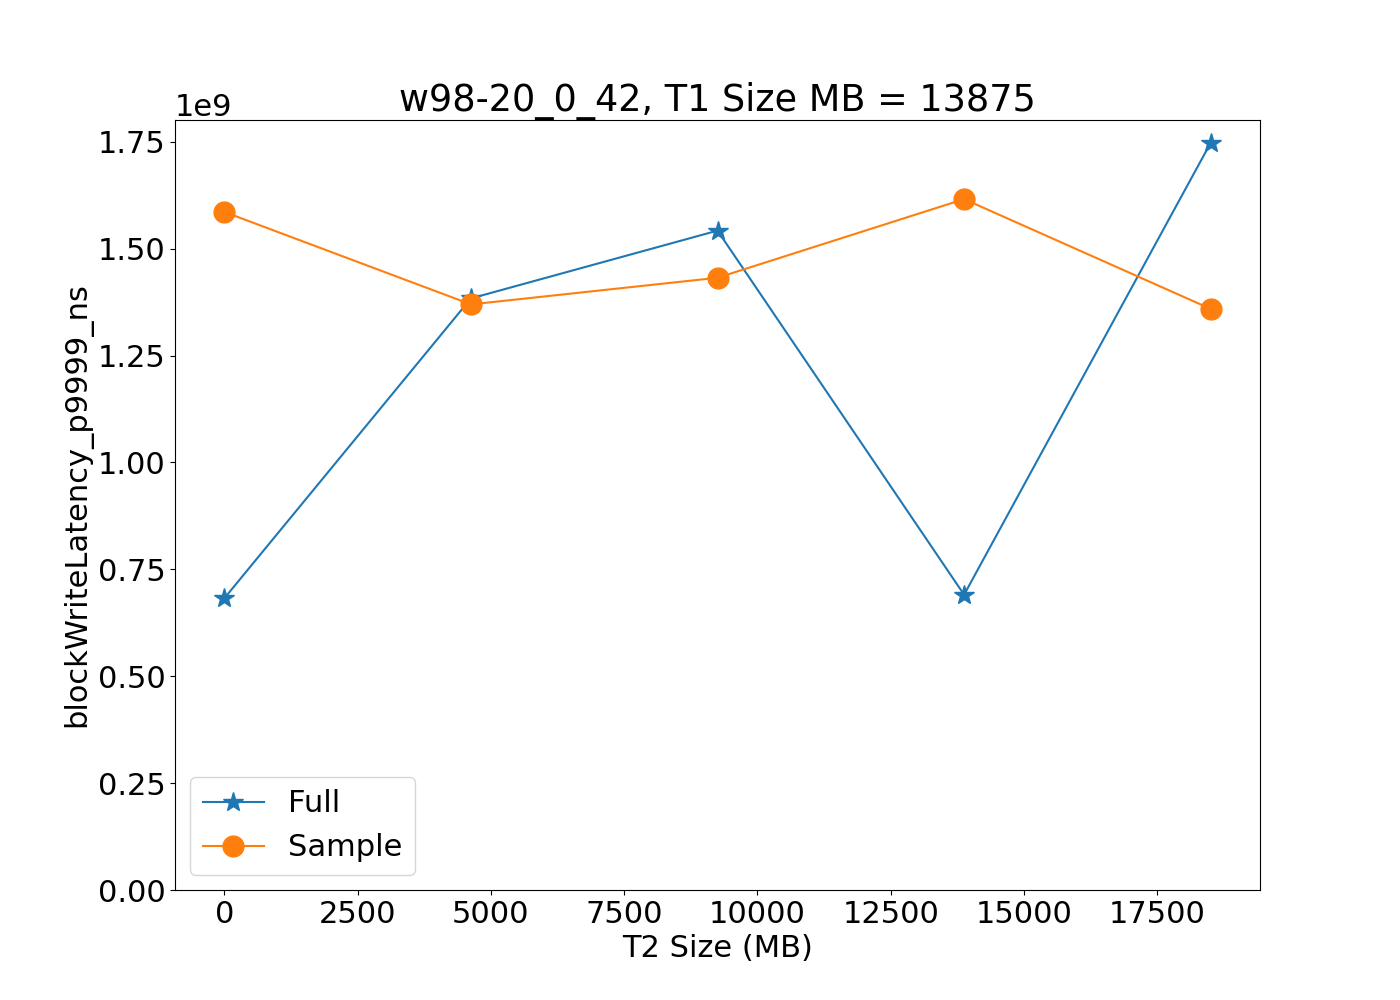 1e9
w98-20_0_42, T1 Size MB = 13875
blockWriteLatency_p9999_ns
1.75
1.50
1.25
1.00
0.75
0.50
0.25
0.00
Full
Sample
0 2500 5000 7500 10000 12500 15000 17500
T2 Size (MB)